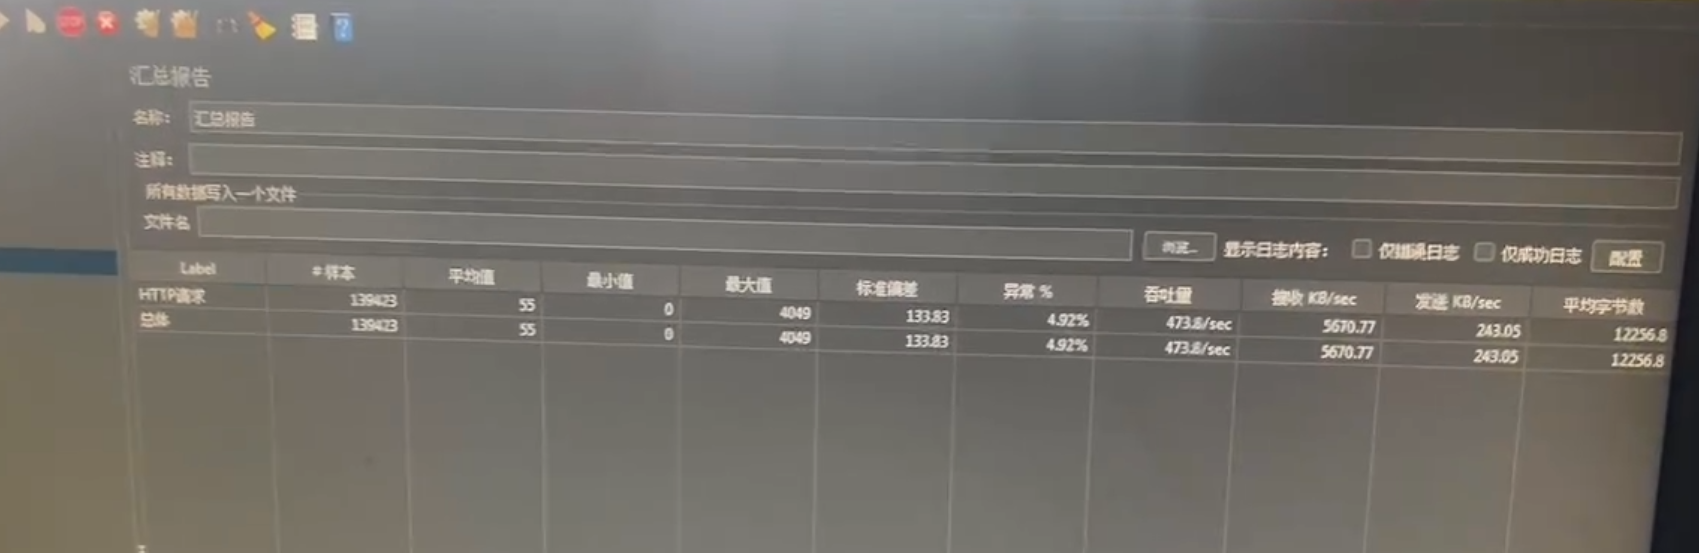 STOP
?
汇总报告
名称: 汇总报告
注释:
所有数据写入一个文件
文件名 浏览... 显示日志内容: 仅错误日志 仅成功日志 配置
Label # 样本 平均值 最小值 最大值 标准偏差 异常 % 吞吐量 接收 KB/sec 发送 KB/sec 平均字节数
HTTP请求 139423 55 0 4049 133.83 4.92% 473.8/sec 5670.77 243.05 12256.8
总体 139423 55 0 4049 133.83 4.92% 473.8/sec 5670.77 243.05 12256.8